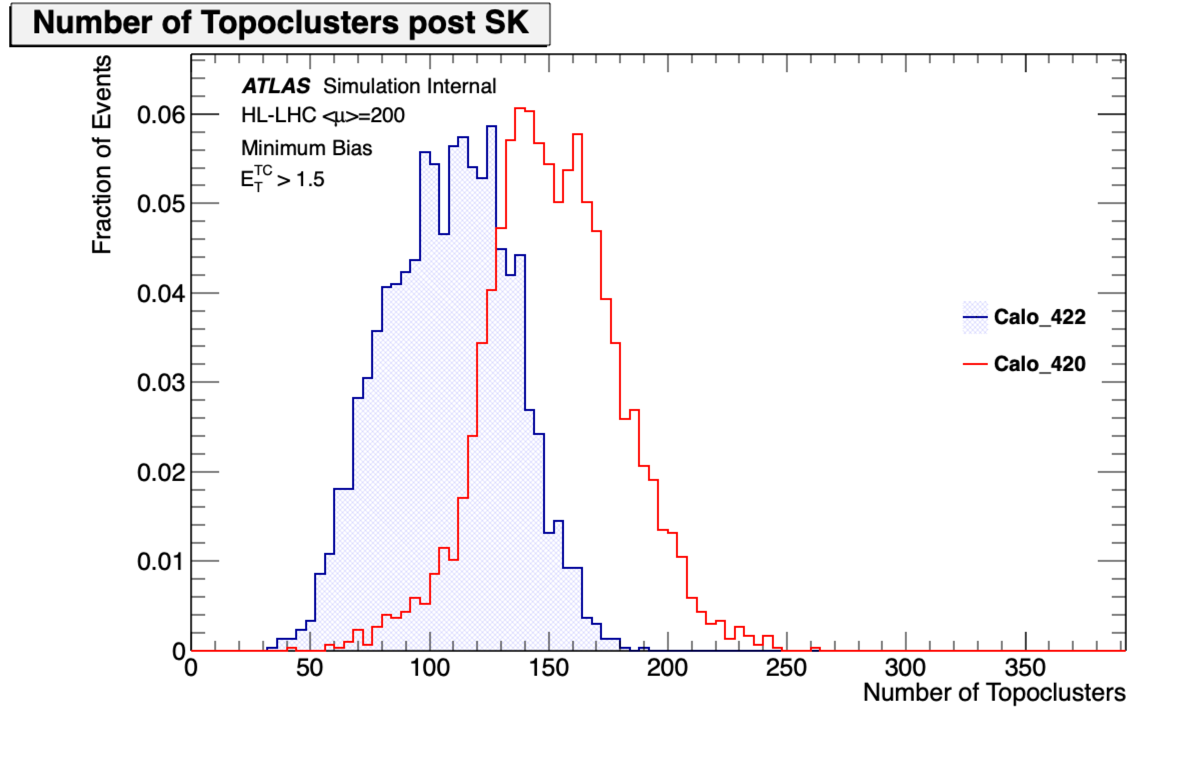 Number of Topoclusters post SK
Fraction of Events
ATLAS Simulation Internal
HL-LHC <μ>=200
Minimum Bias
E_T^TC > 1.5
0.06
0.05
0.04
0.03
0.02
0.01
0
Calo_422
Calo_420
0 50 100 150 200 250 300 350
Number of Topoclusters